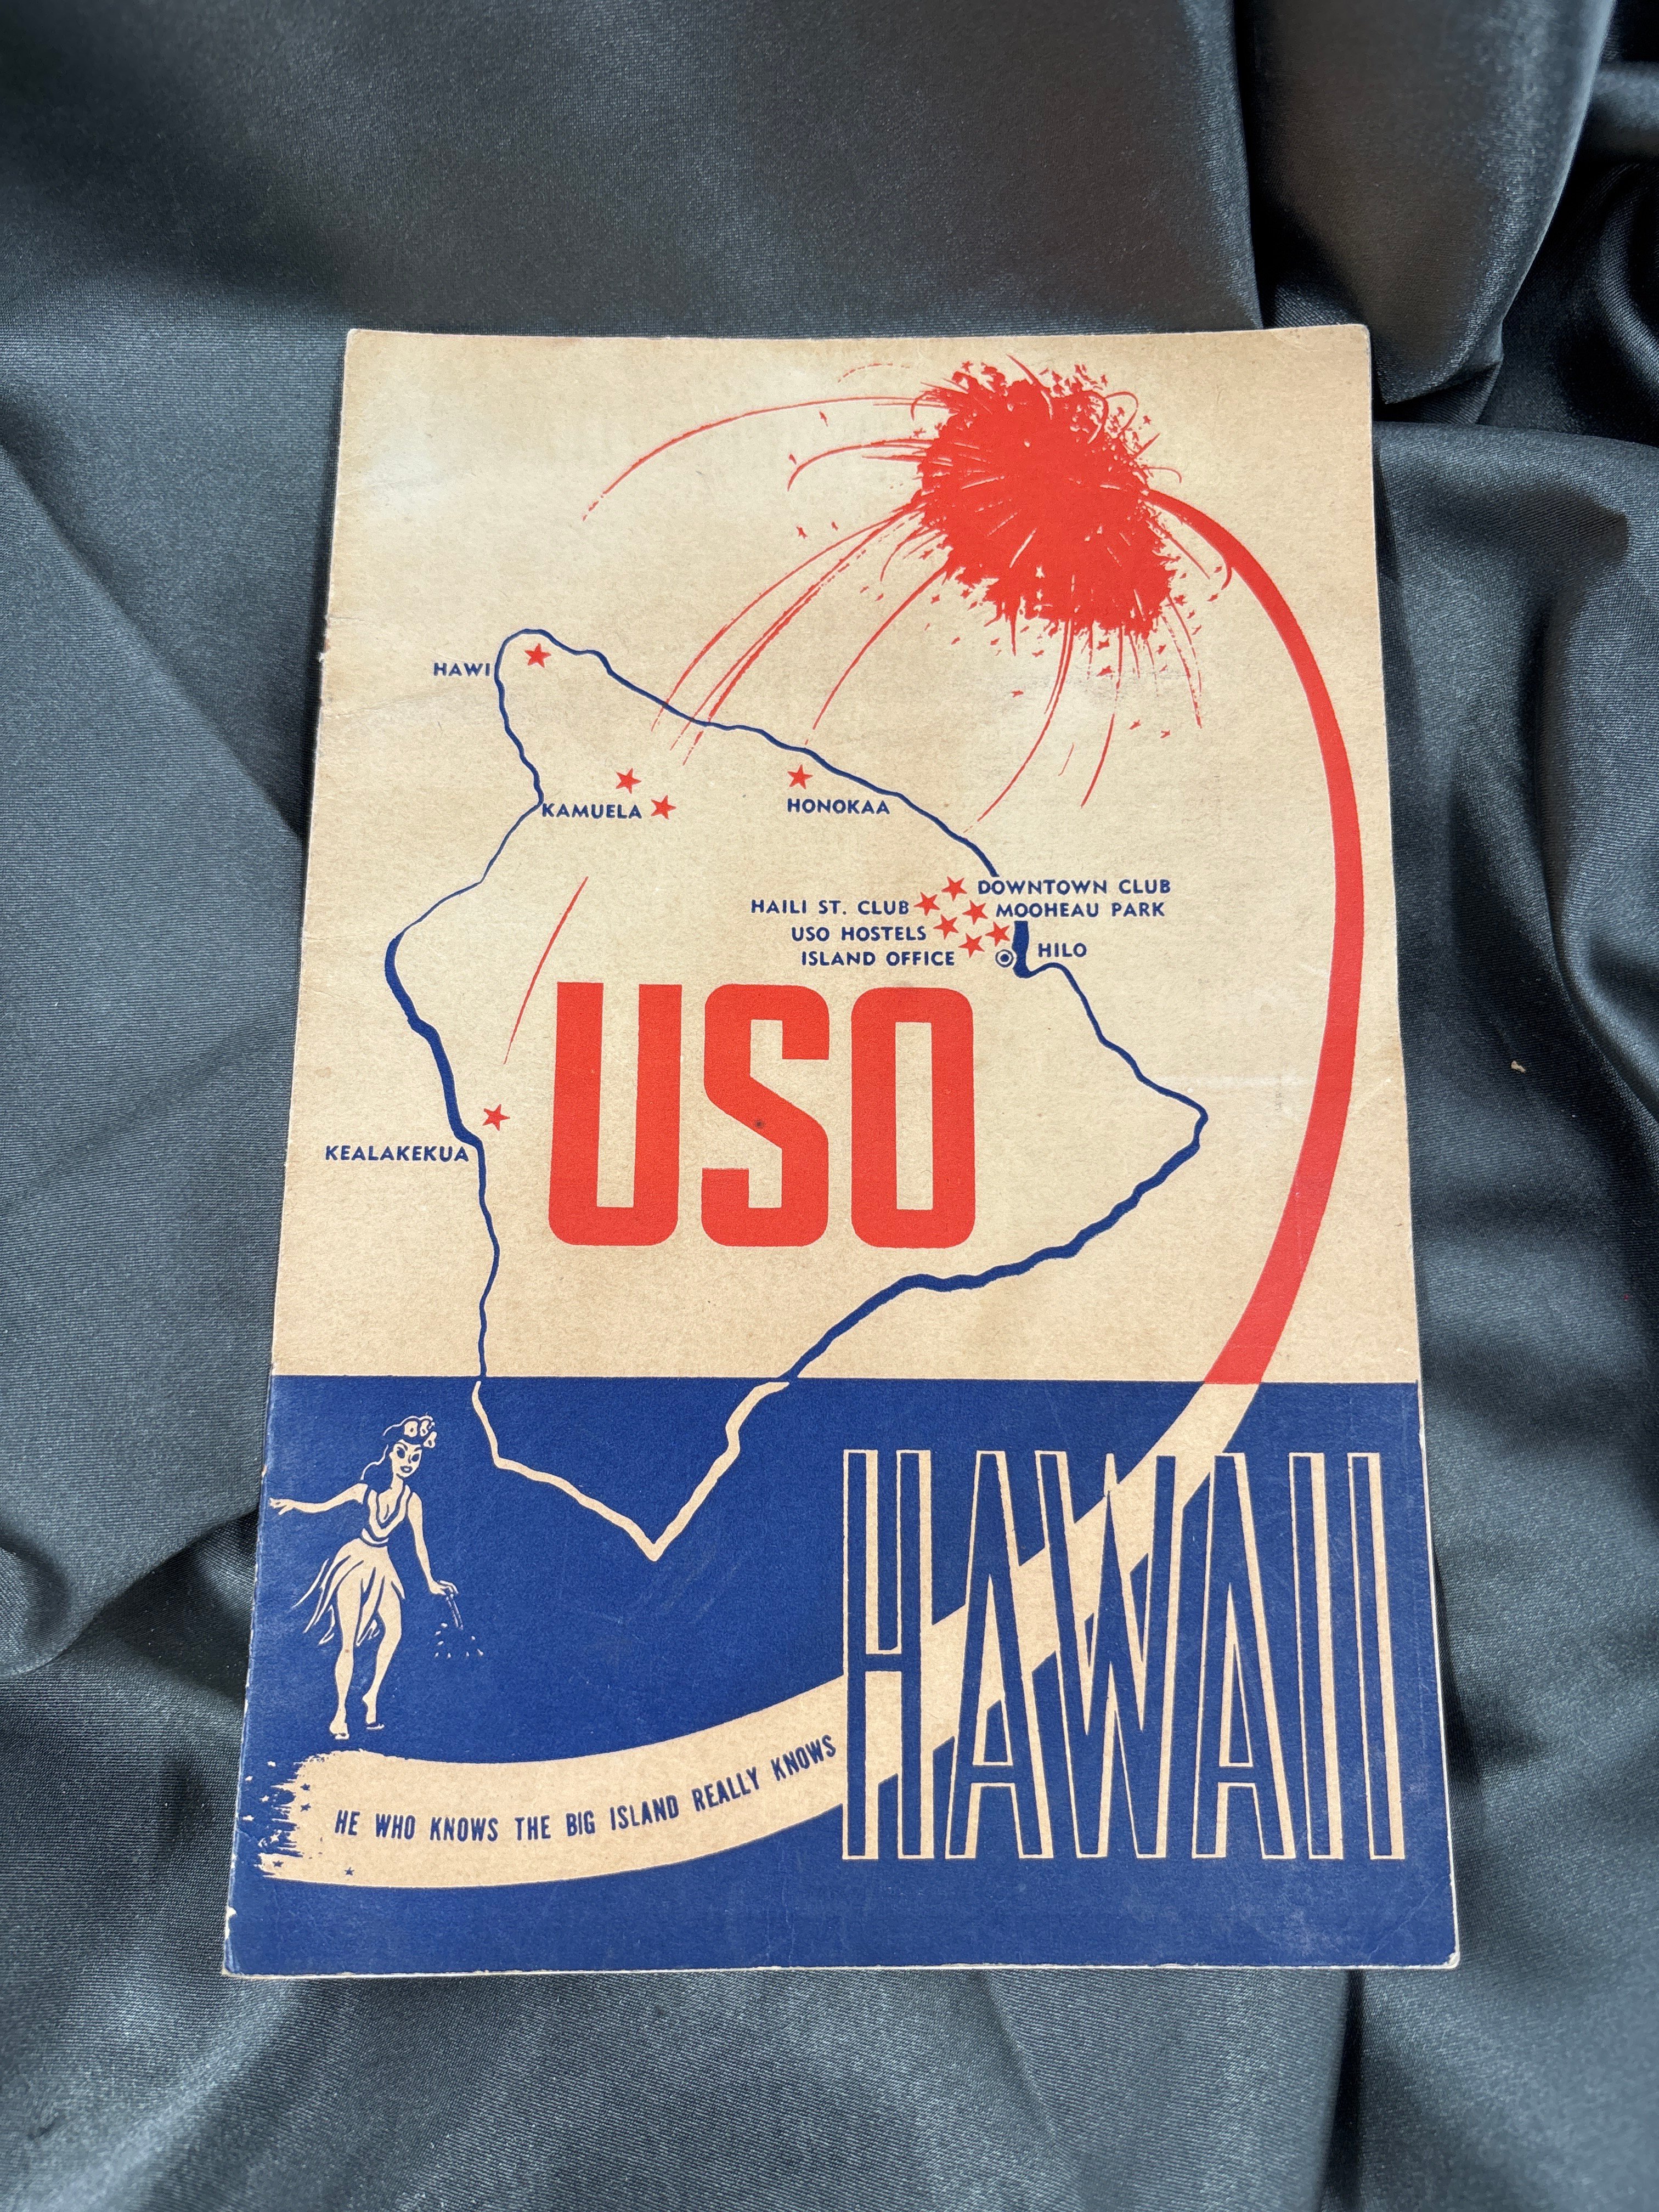 HAWI
KAMUELA
HONOKAA
DOWNTOWN CLUB
HAILI ST. CLUB
MOOHEAU PARK
USO HOSTELS
ISLAND OFFICE
HILO
USO
KEALAKEKUA
HE WHO KNOWS THE BIG ISLAND REALLY KNOWS
HAWAII